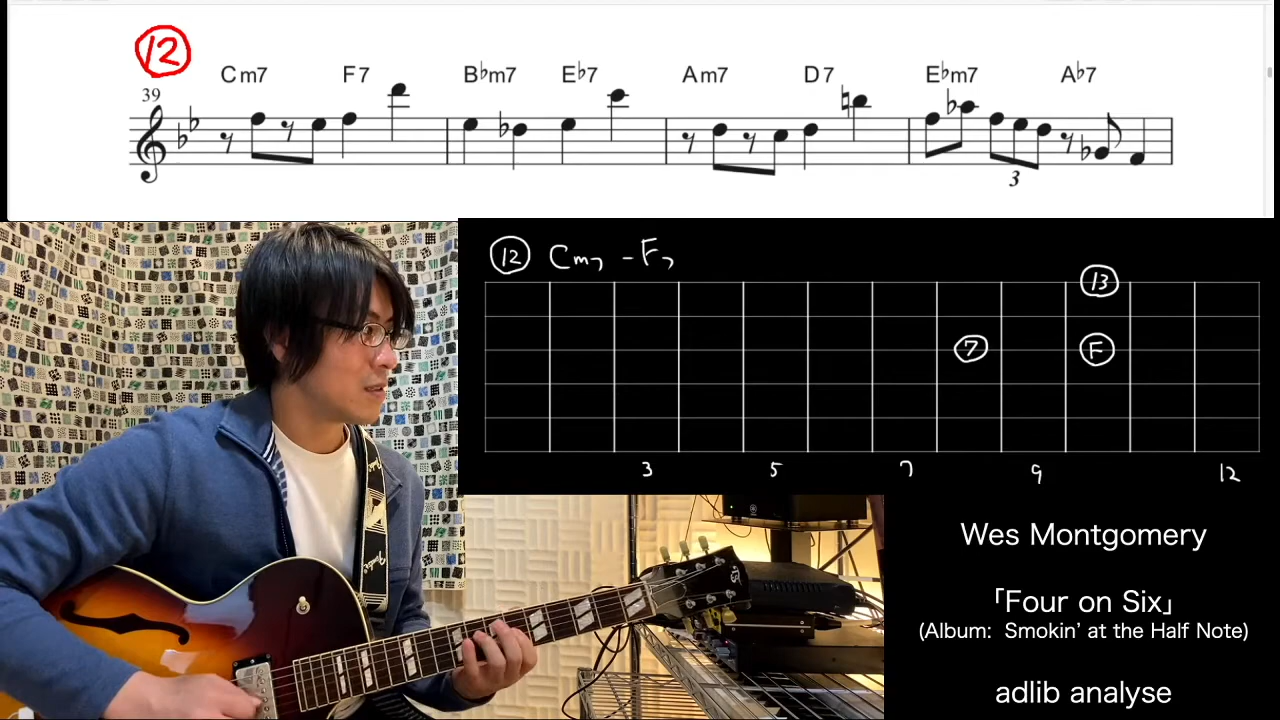 12
Cm7 F7 B♭m7 E♭7 Am7 D7 E♭m7 A♭7
39
3
12 Cm7 - F7
13
7 F
3 5 7 9 12
Wes Montgomery
「Four on Six」
(Album: Smokin' at the Half Note)
adlib analyse